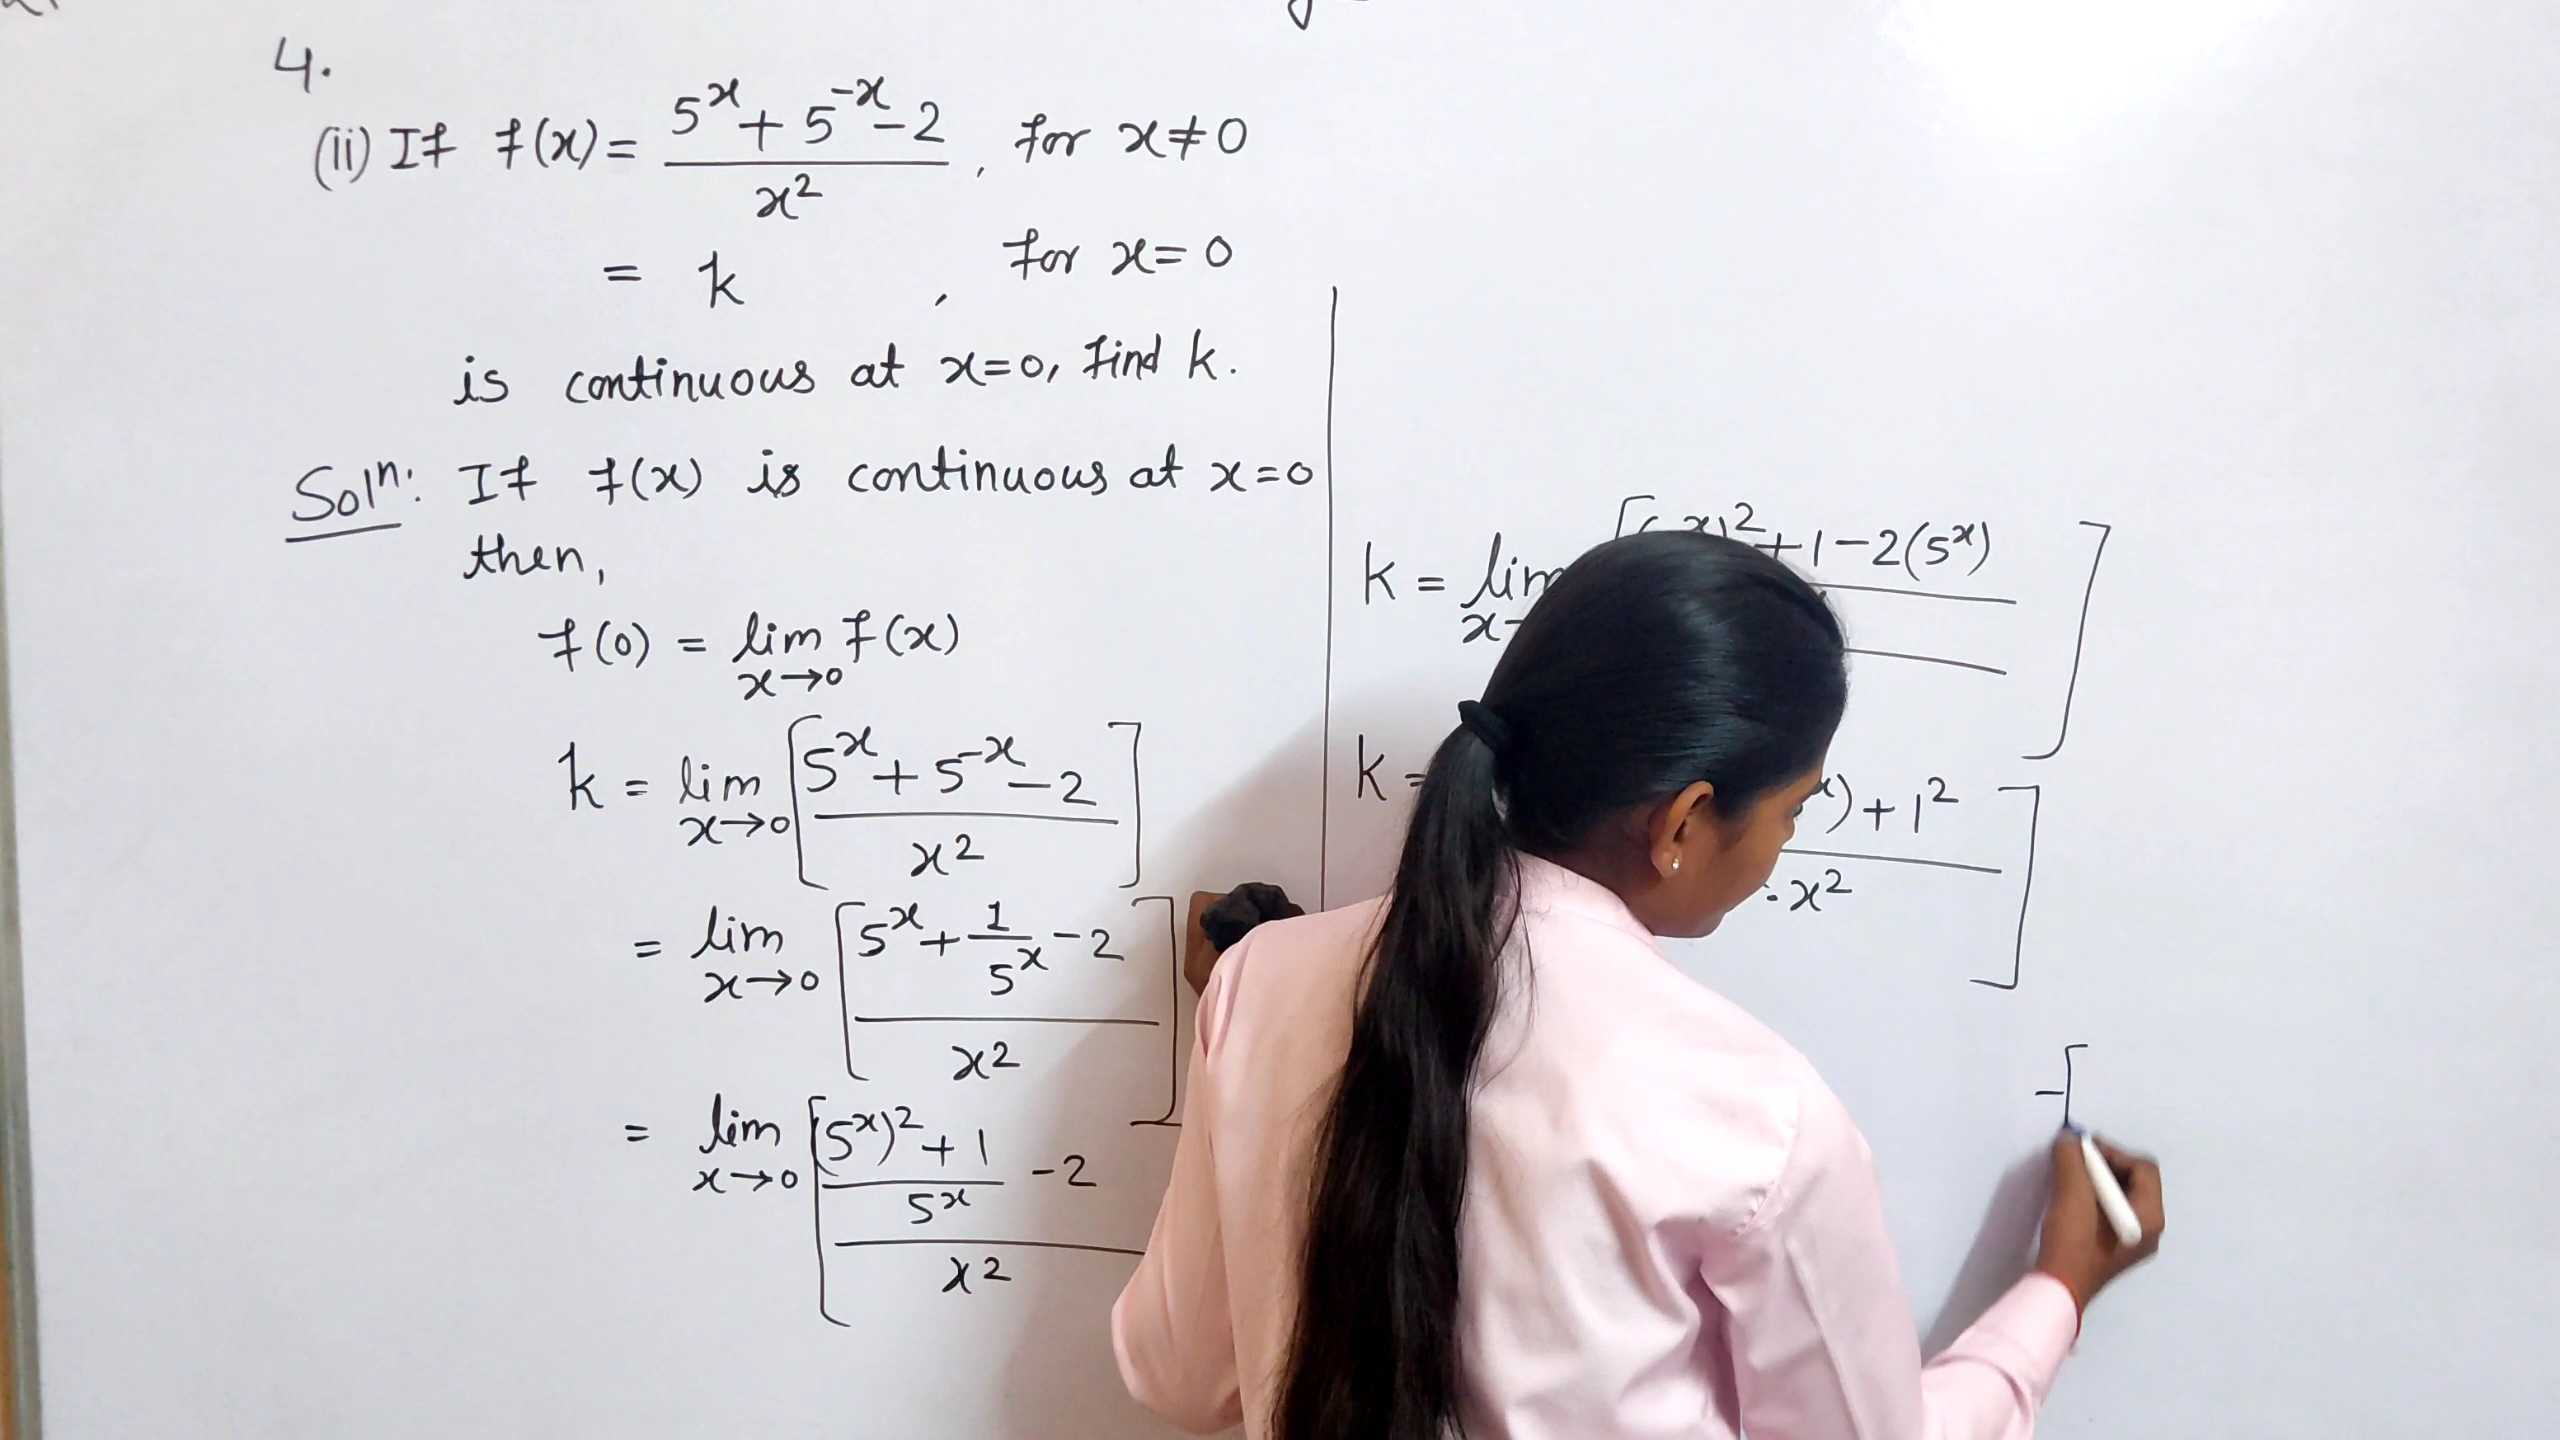 4.
(ii) If f(x) = (5^x + 5^-x - 2) / x^2 , for x ≠ 0
= k , for x = 0
is continuous at x=0, find k.
Sol^n: If f(x) is continuous at x=0
then,
f(0) = lim x→0 f(x)
k = lim x→0 [(5^x + 5^-x - 2) / x^2]
= lim x→0 [(5^x + 1/5^x - 2) / x^2]
= lim x→0 [((5^x)^2 + 1 / 5^x - 2) / x^2
k = lim [ )^2 + 1 - 2(5^x) ]
k = ) + 1^2 / · x^2 ]
[